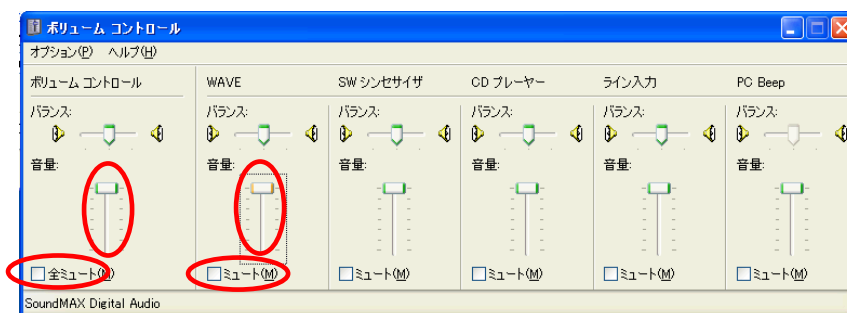 ボリューム コントロール
オプション(P) ヘルプ(H)
ボリューム コントロール WAVE SW シンセサイザ CD プレーヤー ライン入力 PC Beep
バランス: バランス: バランス: バランス: バランス: バランス:
音量: 音量: 音量: 音量: 音量: 音量:
全ミュート(M) ミュート(M) ミュート(M) ミュート(M) ミュート(M) ミュート(M)
SoundMAX Digital Audio